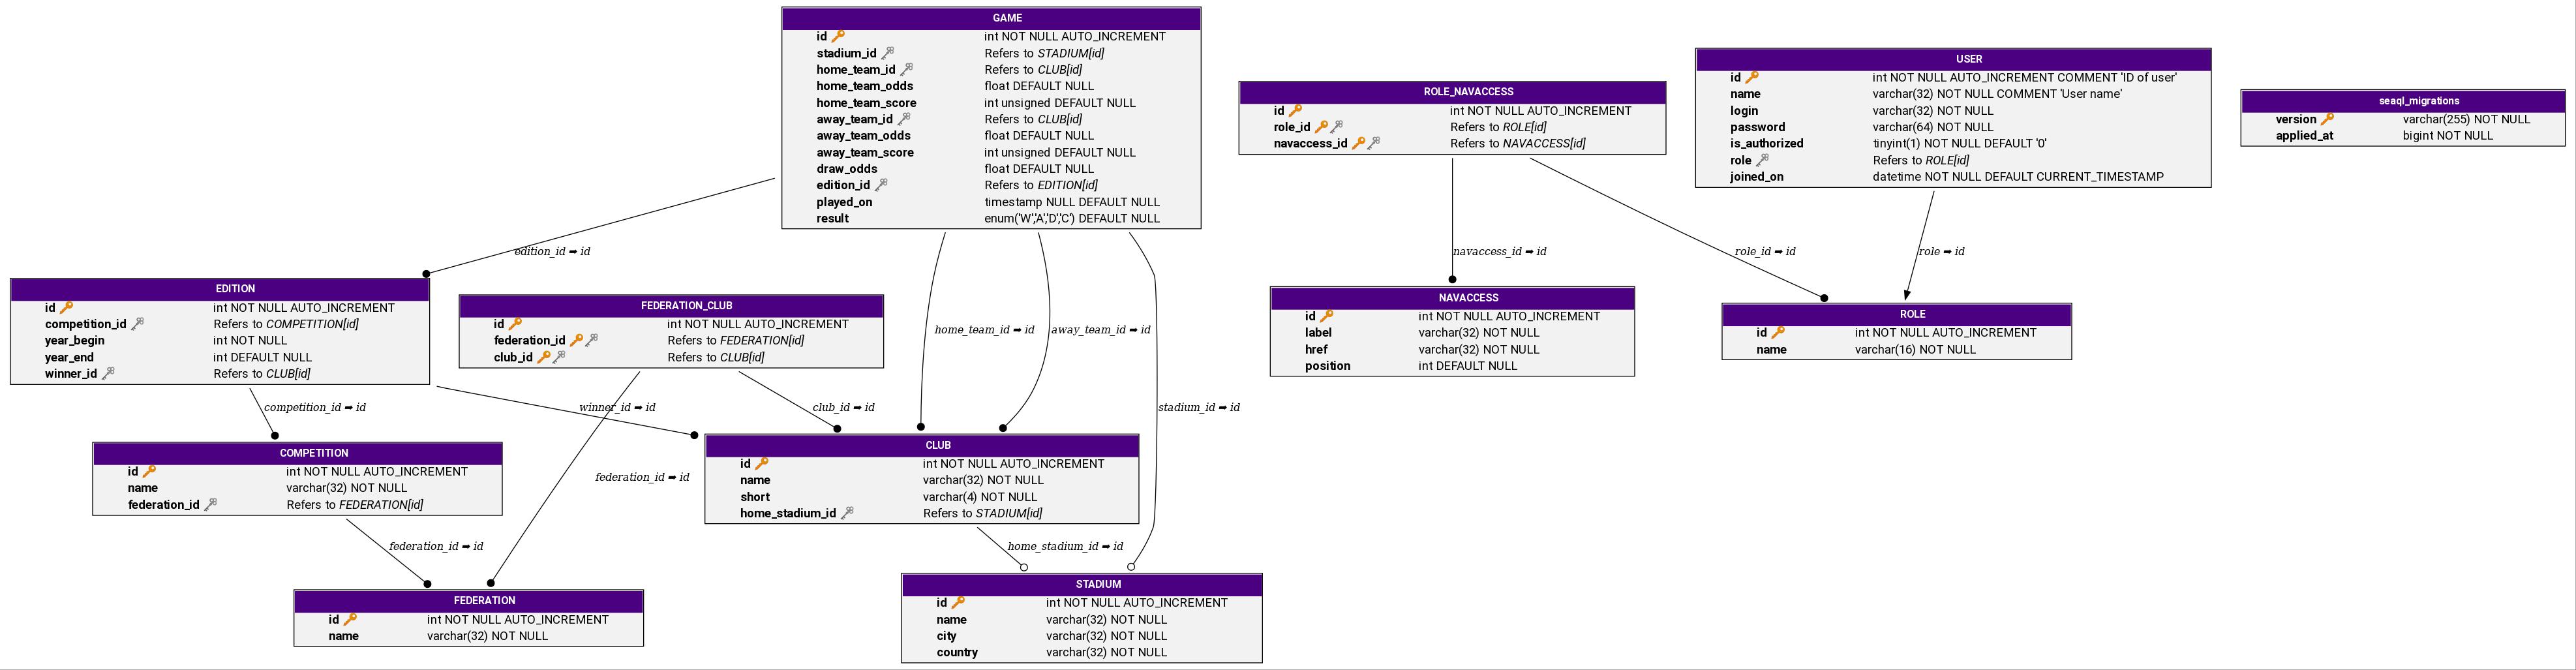 GAME
id int NOT NULL AUTO_INCREMENT
stadium_id Refers to STADIUM[id]
home_team_id Refers to CLUB[id]
home_team_odds float DEFAULT NULL
home_team_score int unsigned DEFAULT NULL
away_team_id Refers to CLUB[id]
away_team_odds float DEFAULT NULL
away_team_score int unsigned DEFAULT NULL
draw_odds float DEFAULT NULL
edition_id Refers to EDITION[id]
played_on timestamp NULL DEFAULT NULL
result enum('W','A','D','C') DEFAULT NULL
ROLE_NAVACCESS
id int NOT NULL AUTO_INCREMENT
role_id Refers to ROLE[id]
navaccess_id Refers to NAVACCESS[id]
USER
id int NOT NULL AUTO_INCREMENT COMMENT 'ID of user'
name varchar(32) NOT NULL COMMENT 'User name'
login varchar(32) NOT NULL
password varchar(64) NOT NULL
is_authorized tinyint(1) NOT NULL DEFAULT '0'
role Refers to ROLE[id]
joined_on datetime NOT NULL DEFAULT CURRENT_TIMESTAMP
seaql_migrations
version varchar(255) NOT NULL
applied_at bigint NOT NULL
edition_id ➡ id
navaccess_id ➡ id
role_id ➡ id
role ➡ id
EDITION
id int NOT NULL AUTO_INCREMENT
competition_id Refers to COMPETITION[id]
year_begin int NOT NULL
year_end int DEFAULT NULL
winner_id Refers to CLUB[id]
FEDERATION_CLUB
id int NOT NULL AUTO_INCREMENT
federation_id Refers to FEDERATION[id]
club_id Refers to CLUB[id]
home_team_id ➡ id
away_team_id ➡ id
NAVACCESS
id int NOT NULL AUTO_INCREMENT
label varchar(32) NOT NULL
href varchar(32) NOT NULL
position int DEFAULT NULL
ROLE
id int NOT NULL AUTO_INCREMENT
name varchar(16) NOT NULL
competition_id ➡ id
winner_id ➡ id
club_id ➡ id
stadium_id ➡ id
COMPETITION
id int NOT NULL AUTO_INCREMENT
name varchar(32) NOT NULL
federation_id Refers to FEDERATION[id]
federation_id ➡ id
CLUB
id int NOT NULL AUTO_INCREMENT
name varchar(32) NOT NULL
short varchar(4) NOT NULL
home_stadium_id Refers to STADIUM[id]
federation_id ➡ id
home_stadium_id ➡ id
FEDERATION
id int NOT NULL AUTO_INCREMENT
name varchar(32) NOT NULL
STADIUM
id int NOT NULL AUTO_INCREMENT
name varchar(32) NOT NULL
city varchar(32) NOT NULL
country varchar(32) NOT NULL